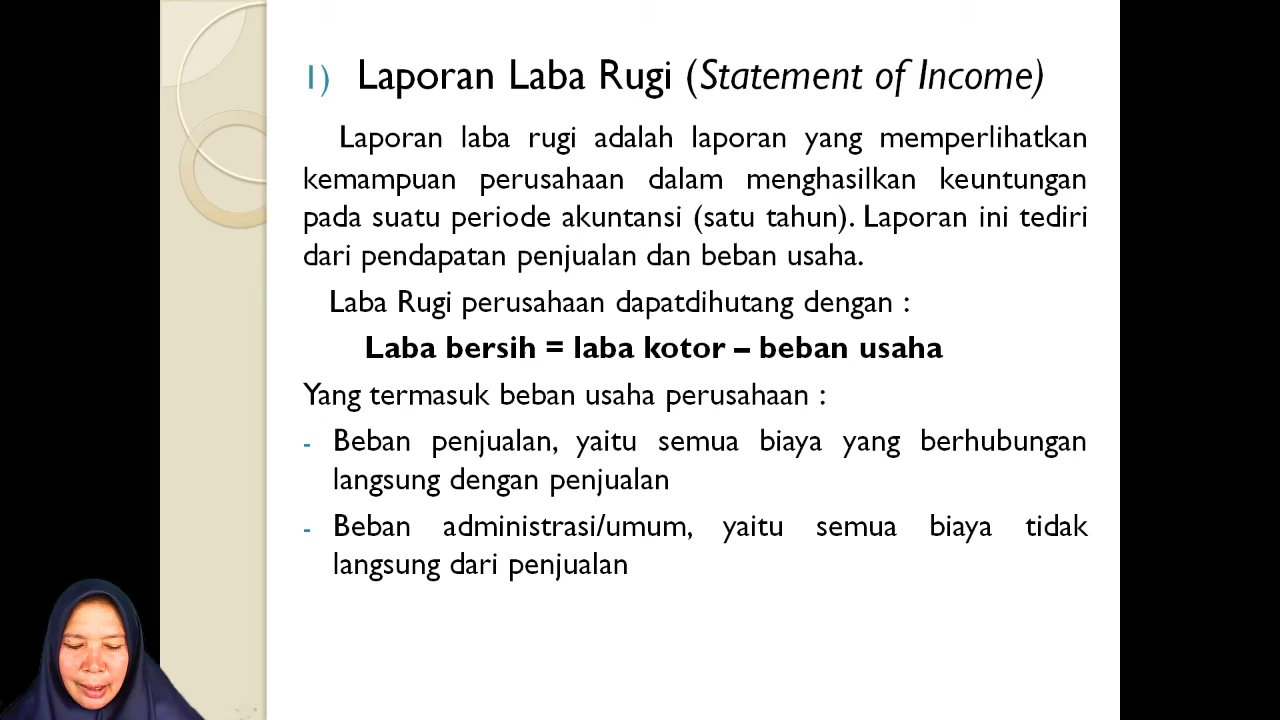 1) Laporan Laba Rugi (Statement of Income)
Laporan laba rugi adalah laporan yang memperlihatkan
kemampuan perusahaan dalam menghasilkan keuntungan
pada suatu periode akuntansi (satu tahun). Laporan ini tediri
dari pendapatan penjualan dan beban usaha.
Laba Rugi perusahaan dapatdihutang dengan :
Laba bersih = laba kotor – beban usaha
Yang termasuk beban usaha perusahaan :
- Beban penjualan, yaitu semua biaya yang berhubungan
langsung dengan penjualan
- Beban administrasi/umum, yaitu semua biaya tidak
langsung dari penjualan